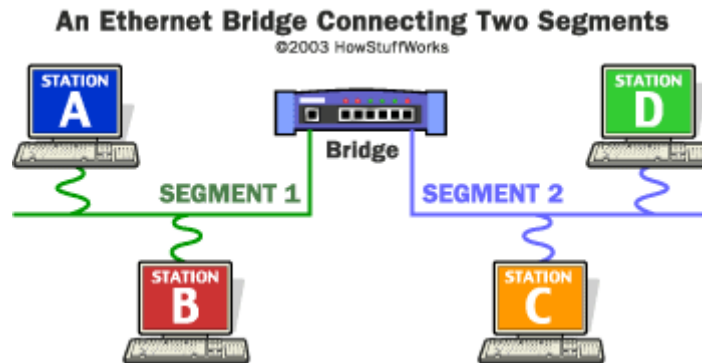 An Ethernet Bridge Connecting Two Segments
©2003 HowStuffWorks
STATION
A
STATION
D
Bridge
SEGMENT 1
SEGMENT 2
STATION
B
STATION
C